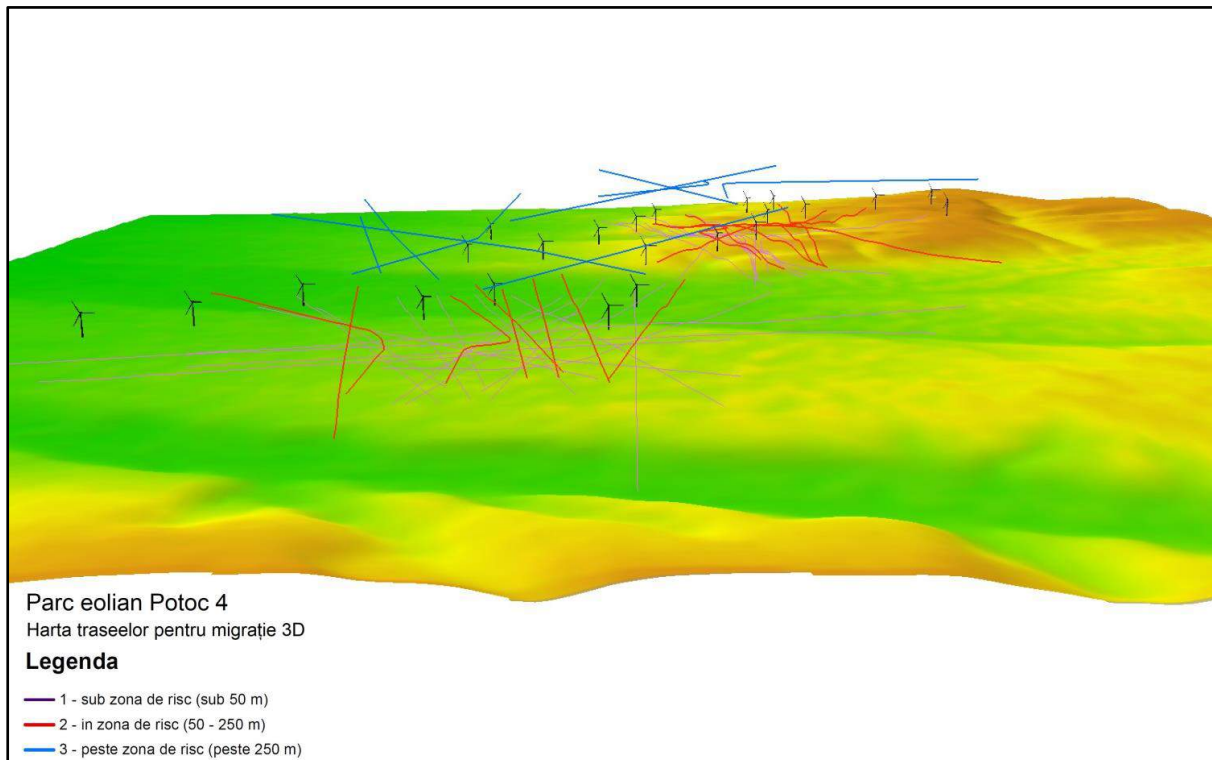 Parc eolian Potoc 4
Harta traseelor pentru migrație 3D
Legenda
1 - sub zona de risc (sub 50 m)
2 - in zona de risc (50 - 250 m)
3 - peste zona de risc (peste 250 m)